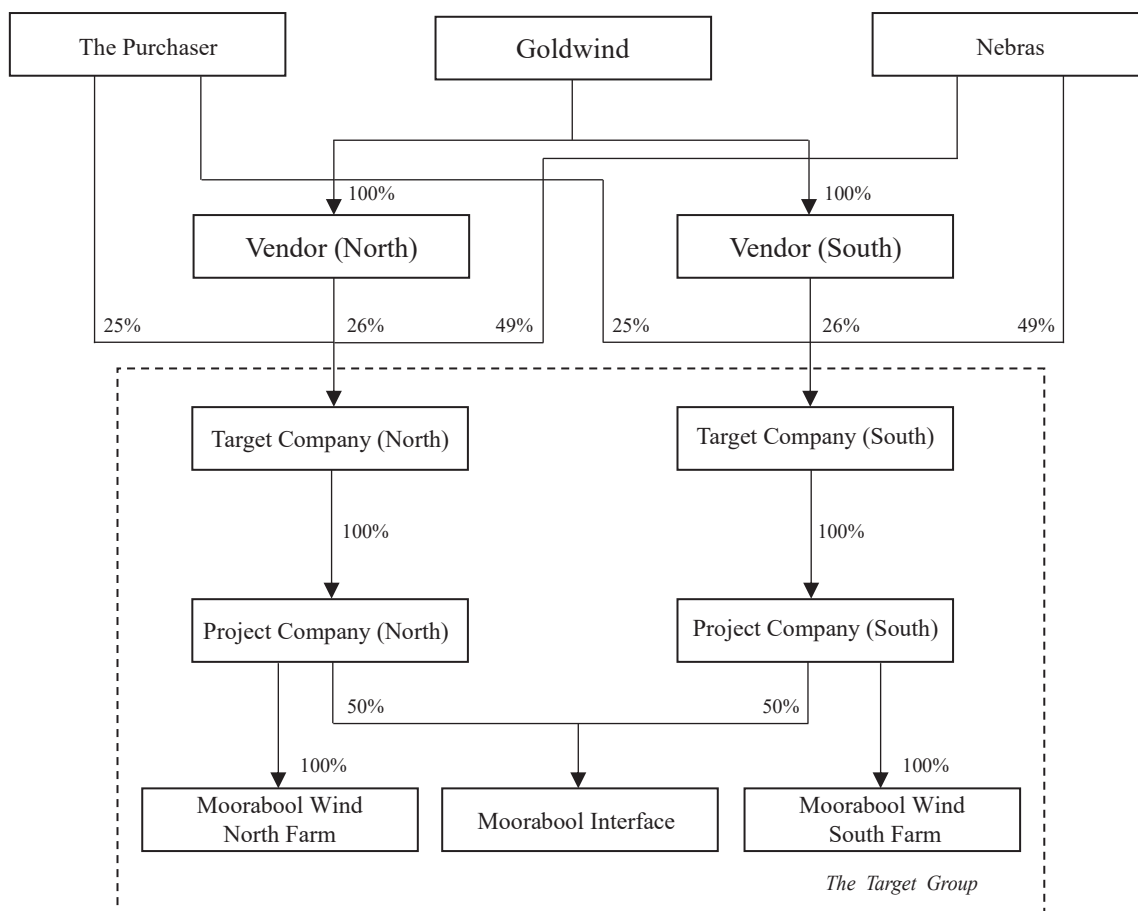 The Purchaser
Goldwind
Nebras
100%
100%
Vendor (North)
Vendor (South)
25%
26%
49%
25%
26%
49%
Target Company (North)
Target Company (South)
100%
100%
Project Company (North)
Project Company (South)
50%
50%
100%
100%
Moorabool Wind
North Farm
Moorabool Interface
Moorabool Wind
South Farm
The Target Group